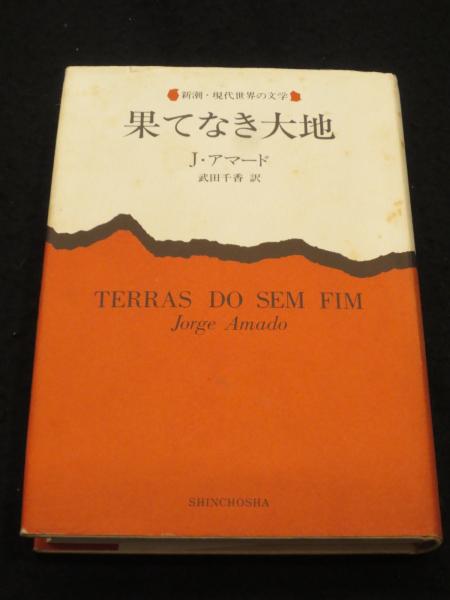 新潮・現代世界の文学
果てなき大地
J・アマード
武田千香 訳
TERRAS DO SEM FIM
Jorge Amado
SHINCHOSHA